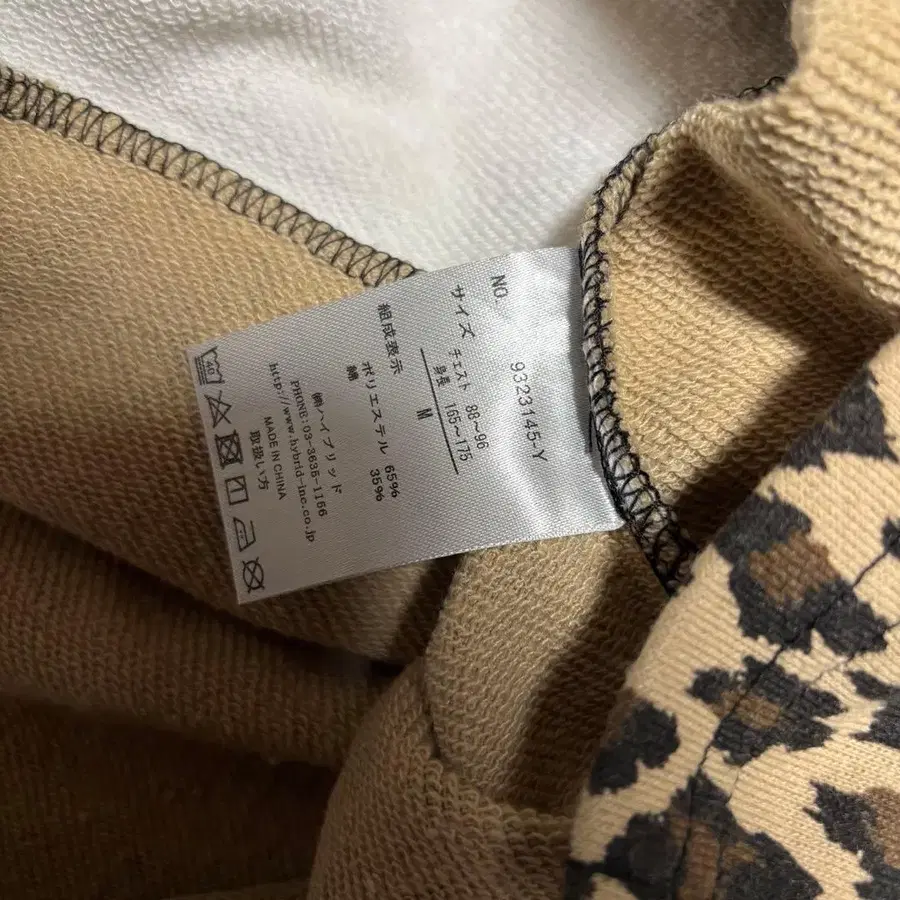 NO. 9323145-Y
サイズ チェスト 88～96
身長 165～175
M
組成表示 ポリエステル 65%
綿 35%
㈱ハイブリッド
PHONE:03-3635-1166
http://www.hybrid-inc.co.jp
MADE IN CHINA
取扱い方
40